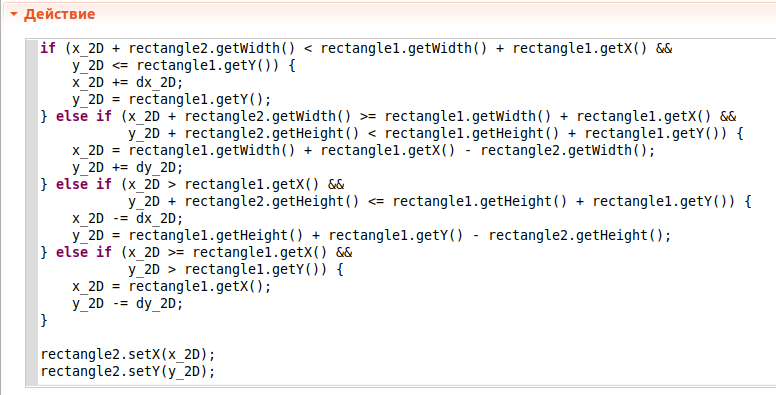 Действие
if (x_2D + rectangle2.getWidth() < rectangle1.getWidth() + rectangle1.getX() &&
    y_2D <= rectangle1.getY()) {
    x_2D += dx_2D;
    y_2D = rectangle1.getY();
} else if (x_2D + rectangle2.getWidth() >= rectangle1.getWidth() + rectangle1.getX() &&
           y_2D + rectangle2.getHeight() < rectangle1.getHeight() + rectangle1.getY()) {
    x_2D = rectangle1.getWidth() + rectangle1.getX() - rectangle2.getWidth();
    y_2D += dy_2D;
} else if (x_2D > rectangle1.getX() &&
           y_2D + rectangle2.getHeight() <= rectangle1.getHeight() + rectangle1.getY()) {
    x_2D -= dx_2D;
    y_2D = rectangle1.getHeight() + rectangle1.getY() - rectangle2.getHeight();
} else if (x_2D >= rectangle1.getX() &&
           y_2D > rectangle1.getY()) {
    x_2D = rectangle1.getX();
    y_2D -= dy_2D;
}

rectangle2.setX(x_2D);
rectangle2.setY(y_2D);